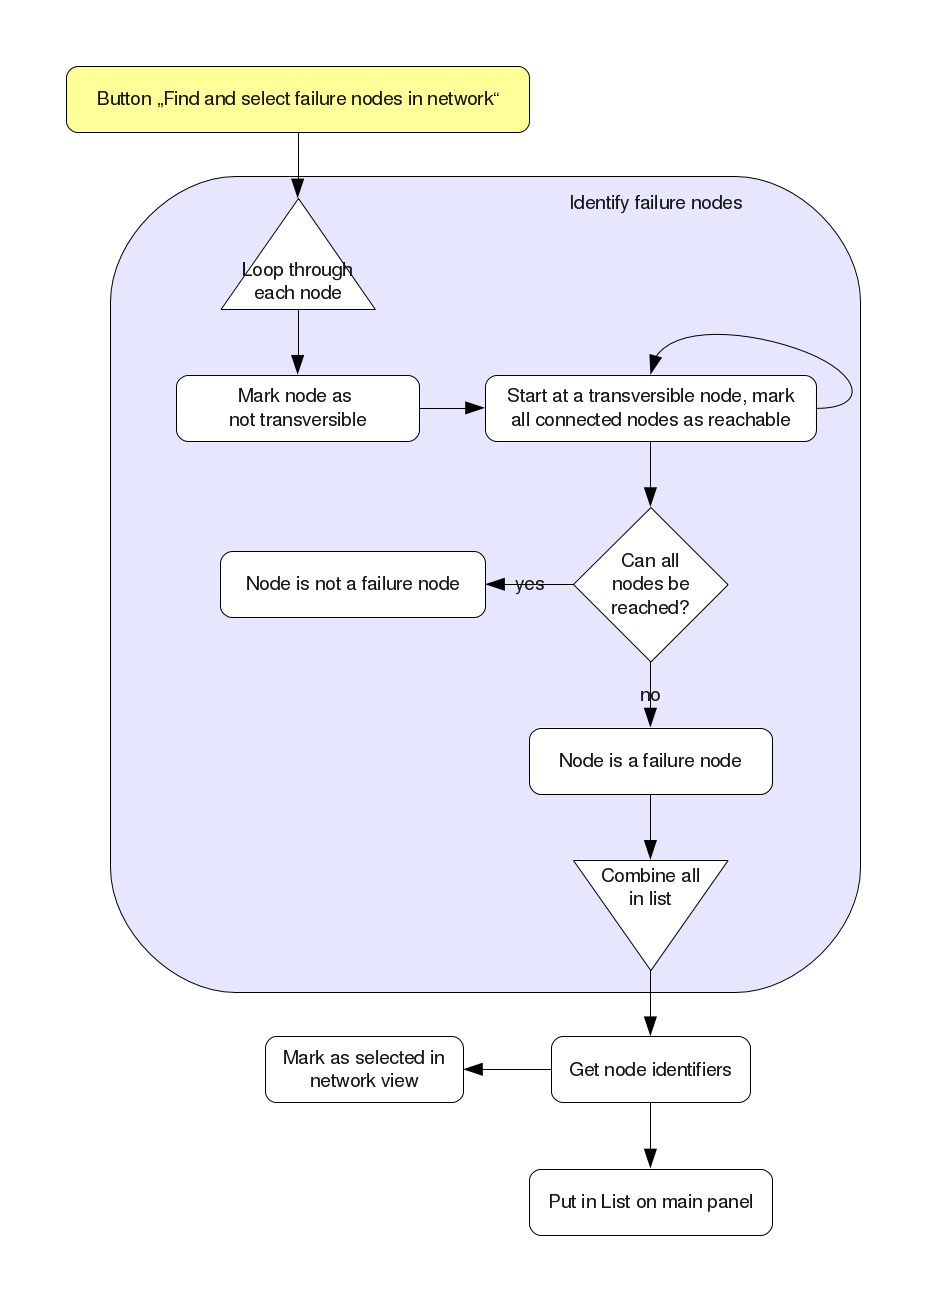 Button „Find and select failure nodes in network“
Identify failure nodes
Loop through
each node
Mark node as
not transversible
Start at a transversible node, mark
all connected nodes as reachable
Can all
nodes be
reached?
yes
Node is not a failure node
no
Node is a failure node
Combine all
in list
Get node identifiers
Mark as selected in
network view
Put in List on main panel